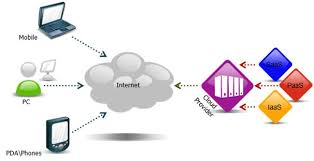 Mobile
SaaS
PC
Internet
Cloud
Provider
PaaS
IaaS
PDA\Phones